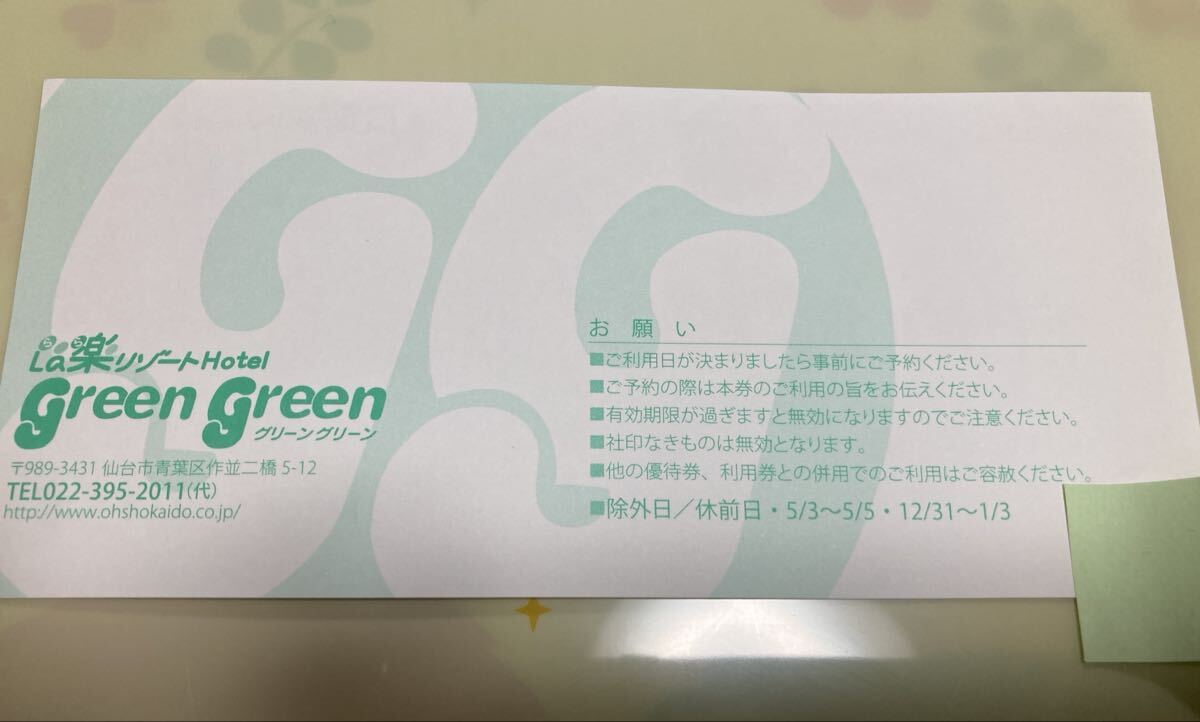 らら
La楽リゾートHotel
Green Green
グリーングリーン
〒989-3431 仙台市青葉区作並二橋 5-12
TEL022-395-2011(代)
http://www.ohshokaido.co.jp/
お願い
■ご利用日が決まりましたら事前にご予約ください。
■ご予約の際は本券のご利用の旨をお伝えください。
■有効期限が過ぎますと無効になりますのでご注意ください。
■社印なきものは無効となります。
■他の優待券、利用券との併用でのご利用はご容赦ください。
■除外日／休前日・5/3〜5/5・12/31〜1/3